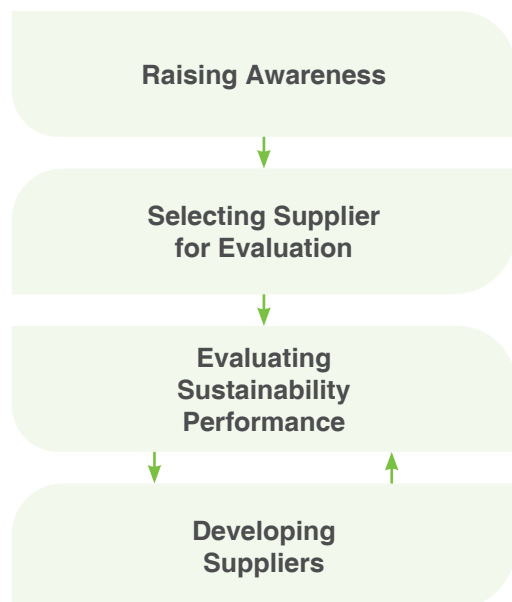 Raising Awareness
Selecting Supplier
for Evaluation
Evaluating
Sustainability
Performance
Developing
Suppliers